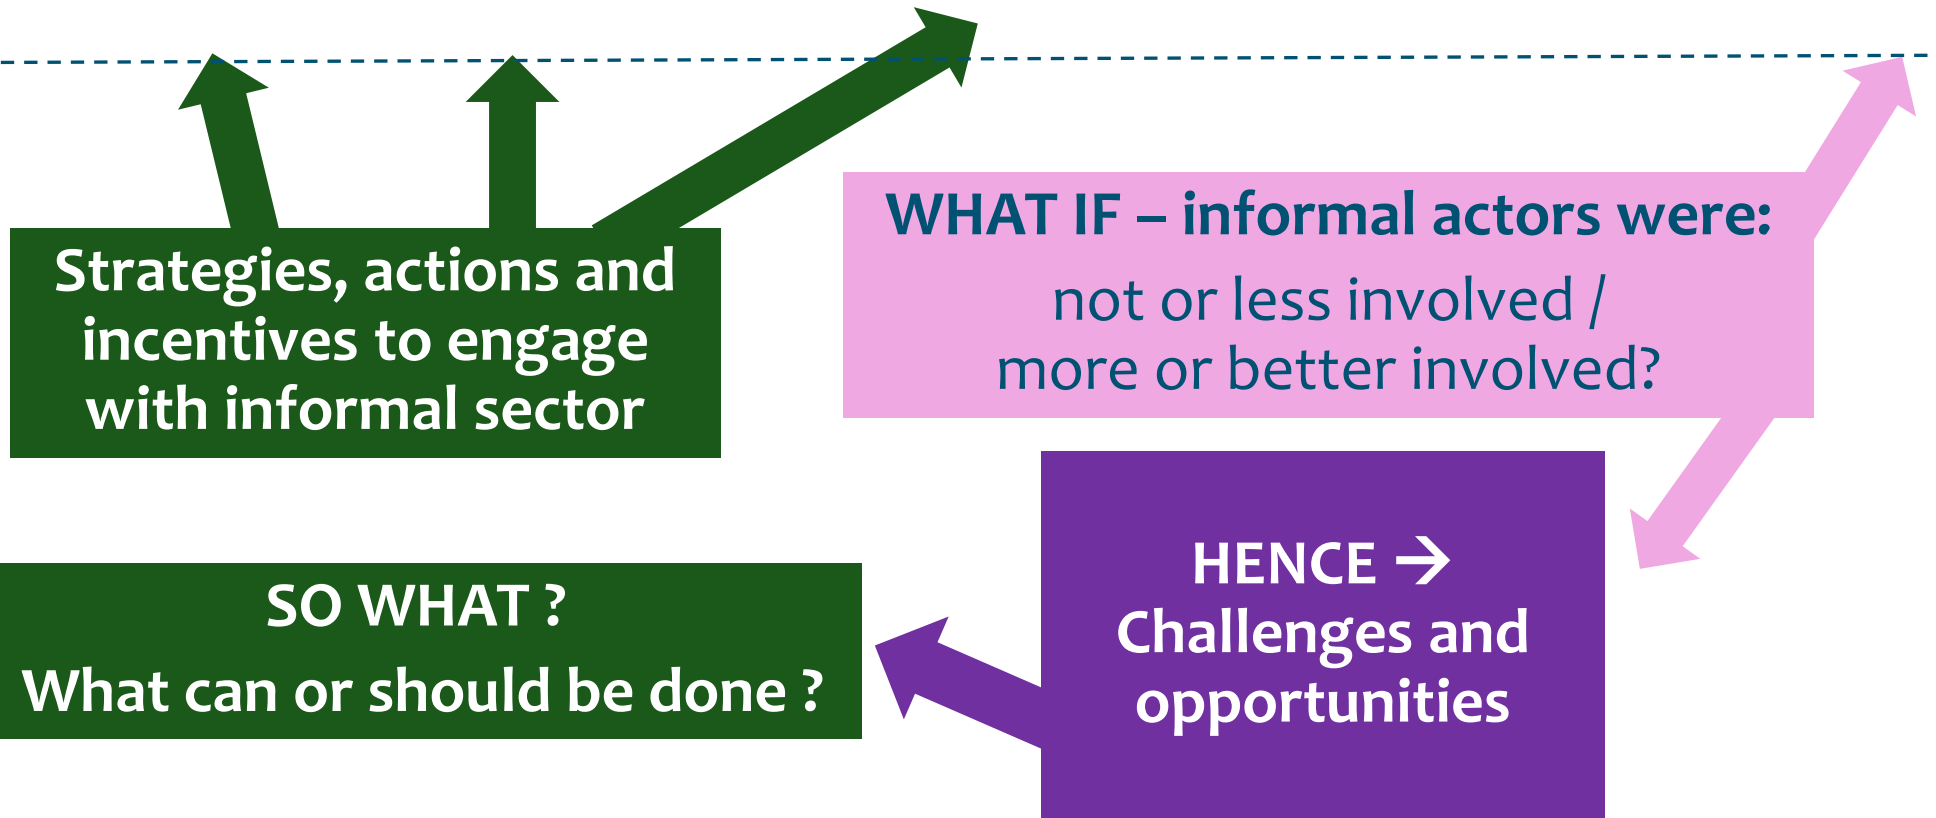 Strategies, actions and
incentives to engage
with informal sector
WHAT IF – informal actors were:
not or less involved /
more or better involved?
HENCE →
Challenges and
opportunities
SO WHAT ?
What can or should be done ?